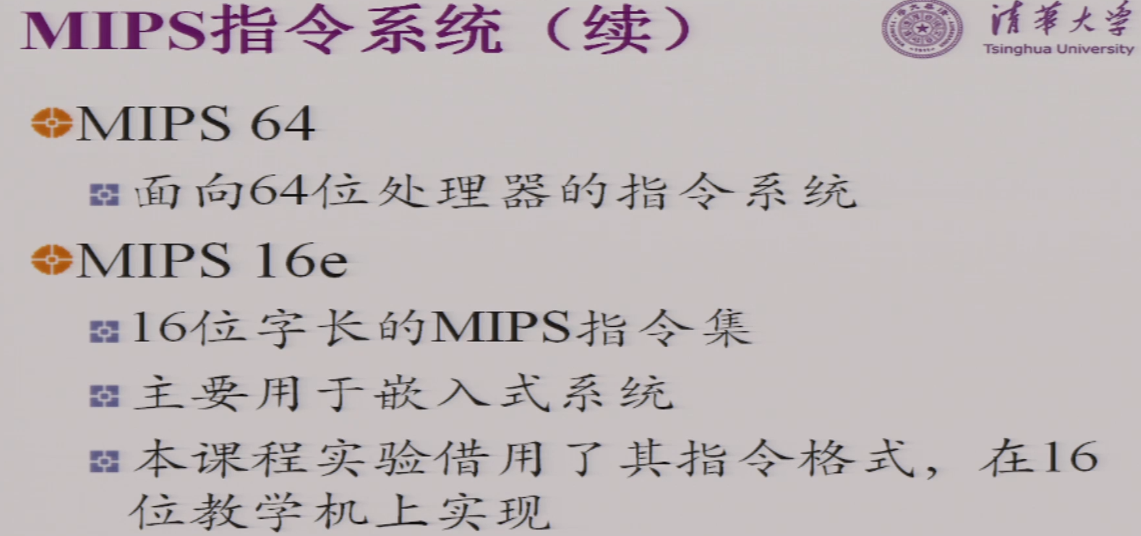 MIPS指令系统（续）
清华大学
Tsinghua University
MIPS 64
面向64位处理器的指令系统
MIPS 16e
16位字长的MIPS指令集
主要用于嵌入式系统
本课程实验借用了其指令格式，在16
位教学机上实现